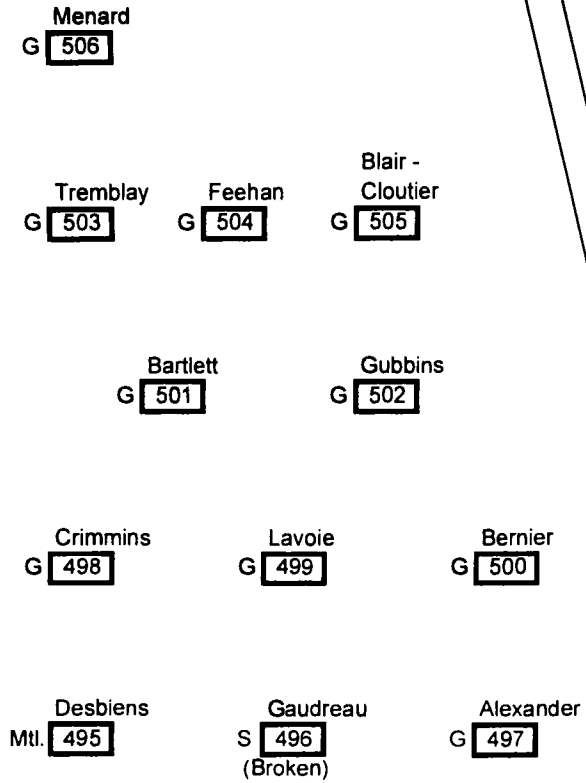 Menard
G 506
Blair -
Tremblay Feehan Cloutier
G 503 G 504 G 505
Bartlett Gubbins
G 501 G 502
Crimmins Lavoie Bernier
G 498 G 499 G 500
Desbiens Gaudreau Alexander
Mtl. 495 S 496 G 497
(Broken)